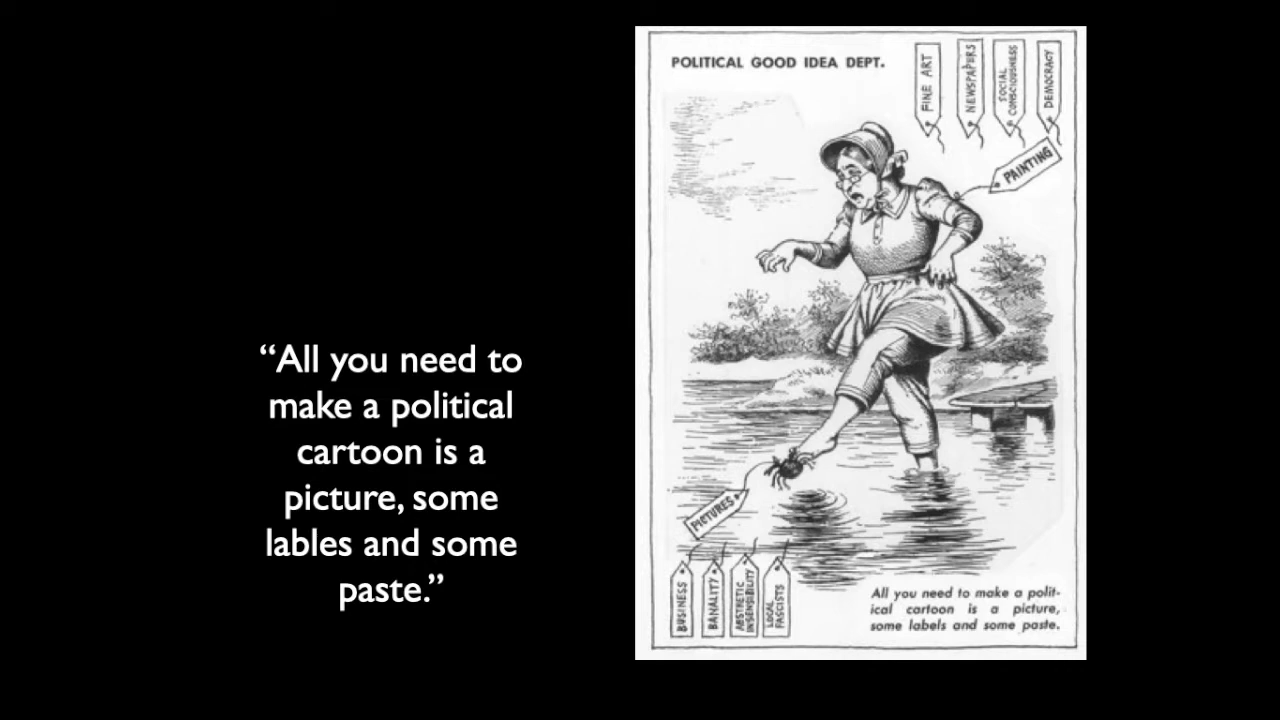 “All you need to
make a political
cartoon is a
picture, some
lables and some
paste.”
POLITICAL GOOD IDEA DEPT.
FINE ART
NEWSPAPERS
SOCIAL
CONSCIOUSNESS
DEMOCRACY
PAINTING
PICTURES
BUSINESS
BANALITY
INSENSIBILITY
LOCAL
FASCISTS
All you need to make a polit-
ical cartoon is a picture,
some labels and some paste.